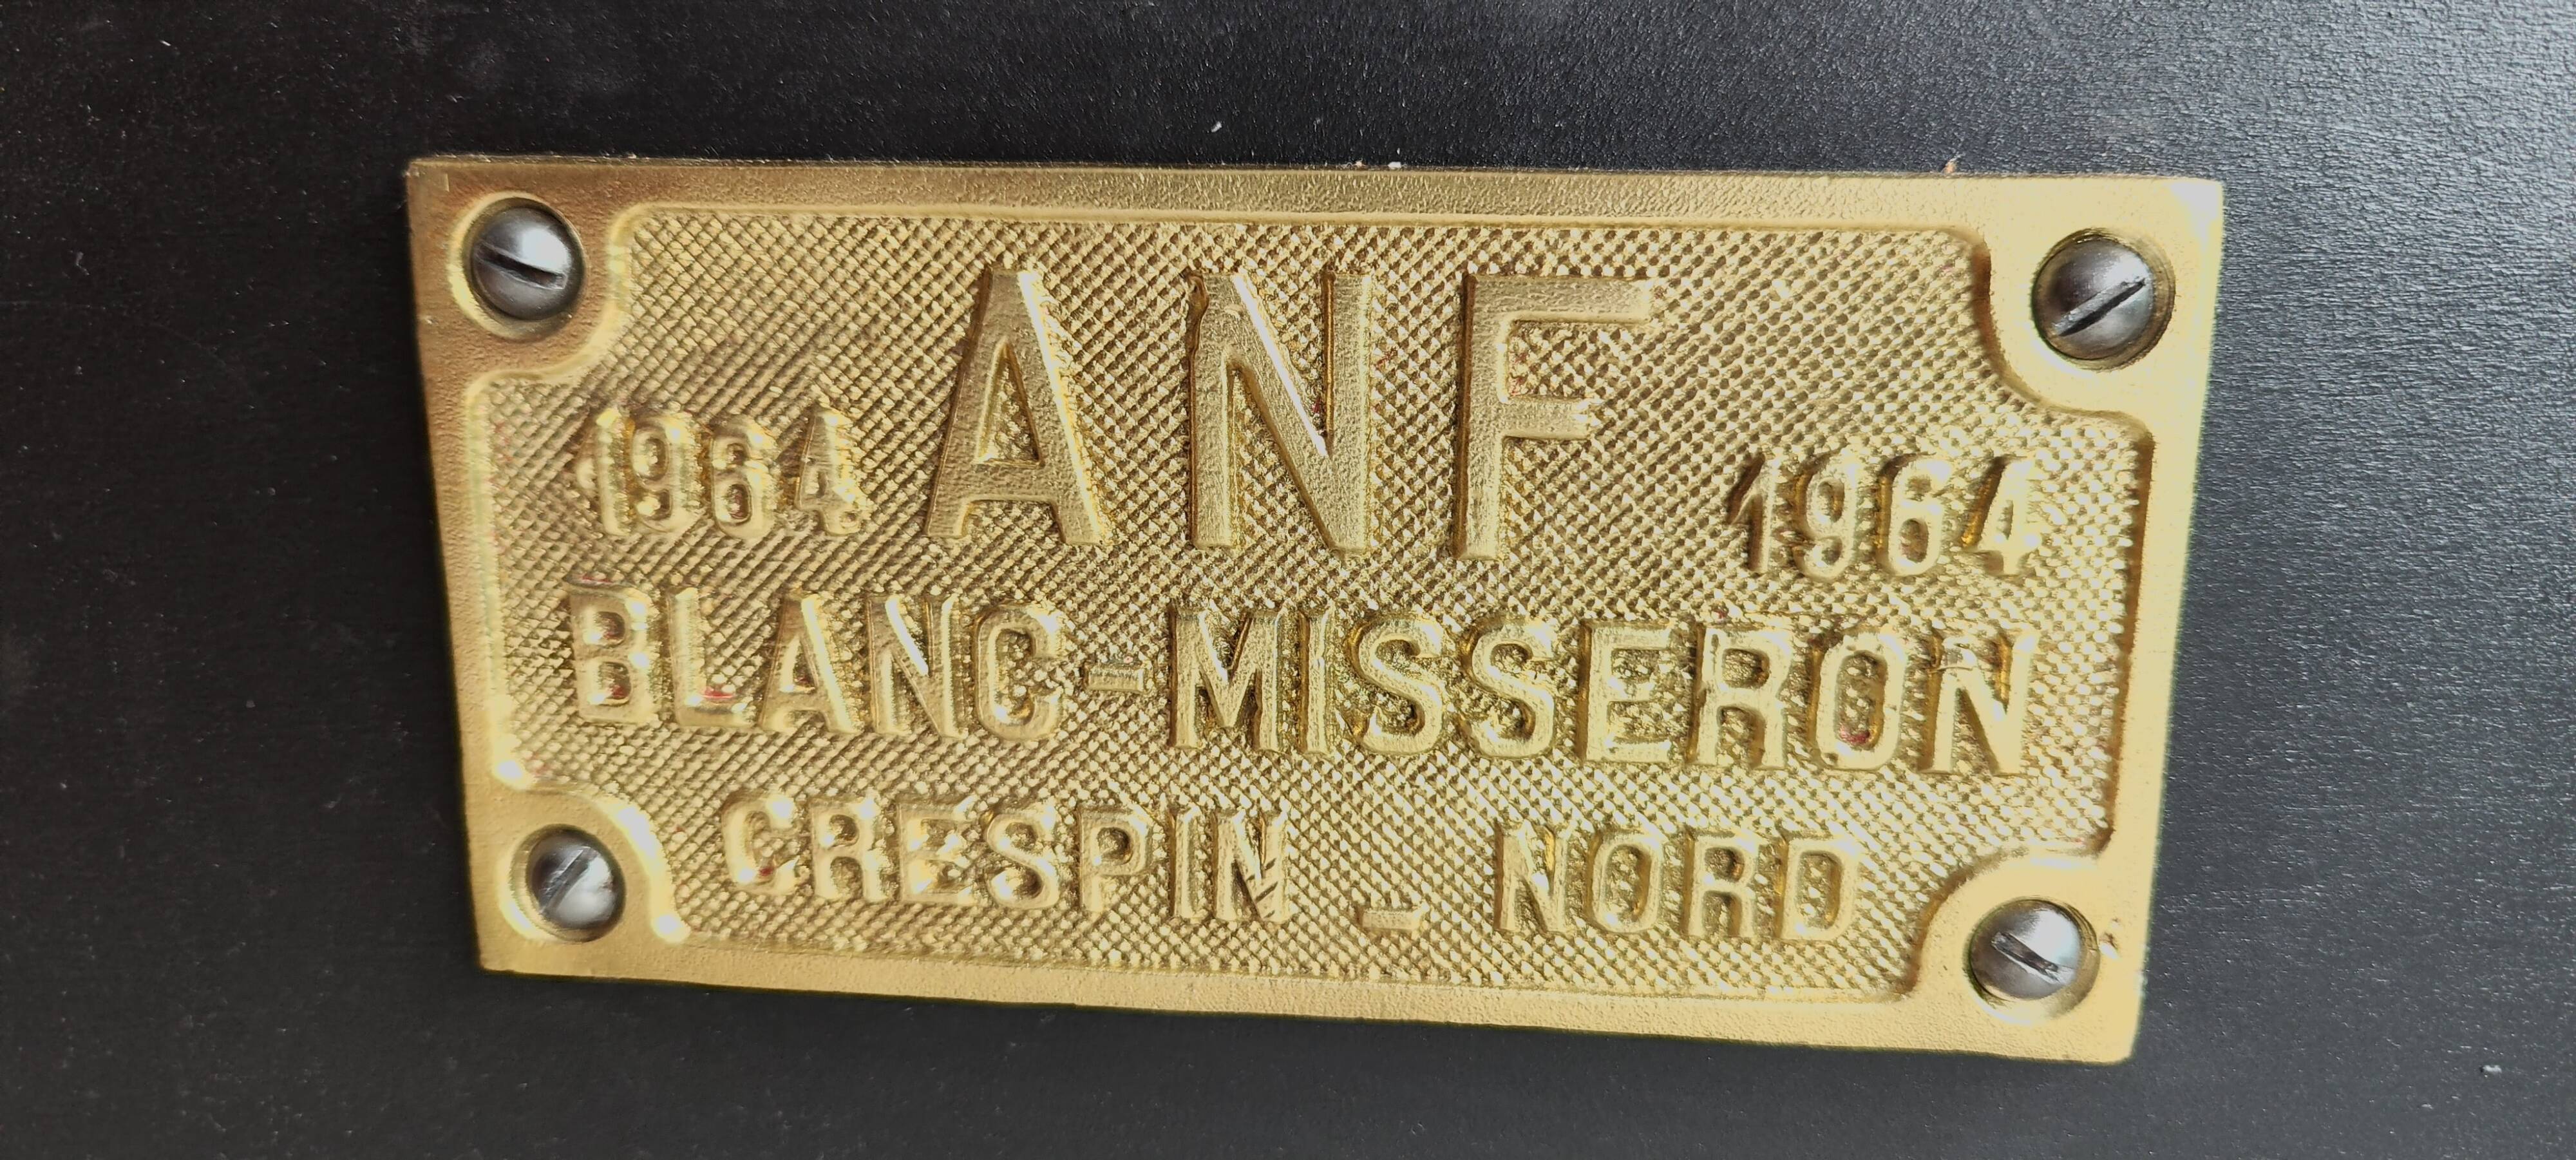 ANF
1964 1964
BLANC-MISSERON
CRESPIN - NORD